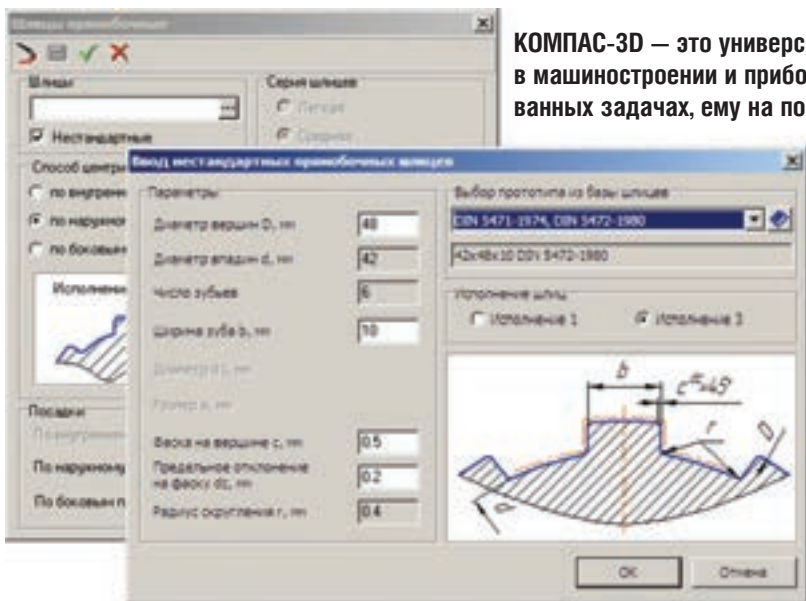 Шлицы прямобочные
КОМПАС-3D — это универс
в машиностроении и прибо
ванных задачах, ему на по
Шлицы
Серия шлицев
Легкая
Нестандартные
Средняя
Способ центри
по внутренн
по наружног
по боковым
Исполнени
Посадки
По внутренне
По наружному
По боковым п
Ввод нестандартных прямобочных шлицев
Параметры
Диаметр вершин D, мм 48
Диаметр впадин d, мм 42
Число зубьев 6
Ширина зуба b, мм 10
Диаметр d1, мм
Размер a, мм
Фаска на вершине c, мм 0.5
Предельное отклонение
на фаску dc, мм 0.2
Радиус скругления r, мм 0.4
Выбор прототипа из базы шлицев
DIN 5471-1974, DIN 5472-1980
42x48x10 DIN 5472-1980
Исполнение шлиц
Исполнение 1
Исполнение 3
b
r
D
d
OK
Отмена